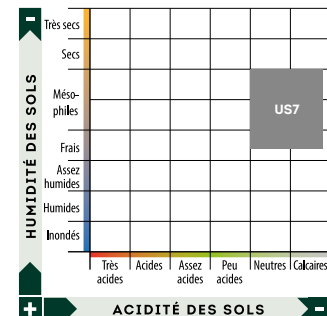 -
HUMIDITÉ DES SOLS
Très secs
Secs
Méso-
philes
Frais
Assez
humides
Humides
Inondés
US7
Très
acides
Acides
Assez
acides
Peu
acides
Neutres
Calcaires
+
ACIDITÉ DES SOLS
-